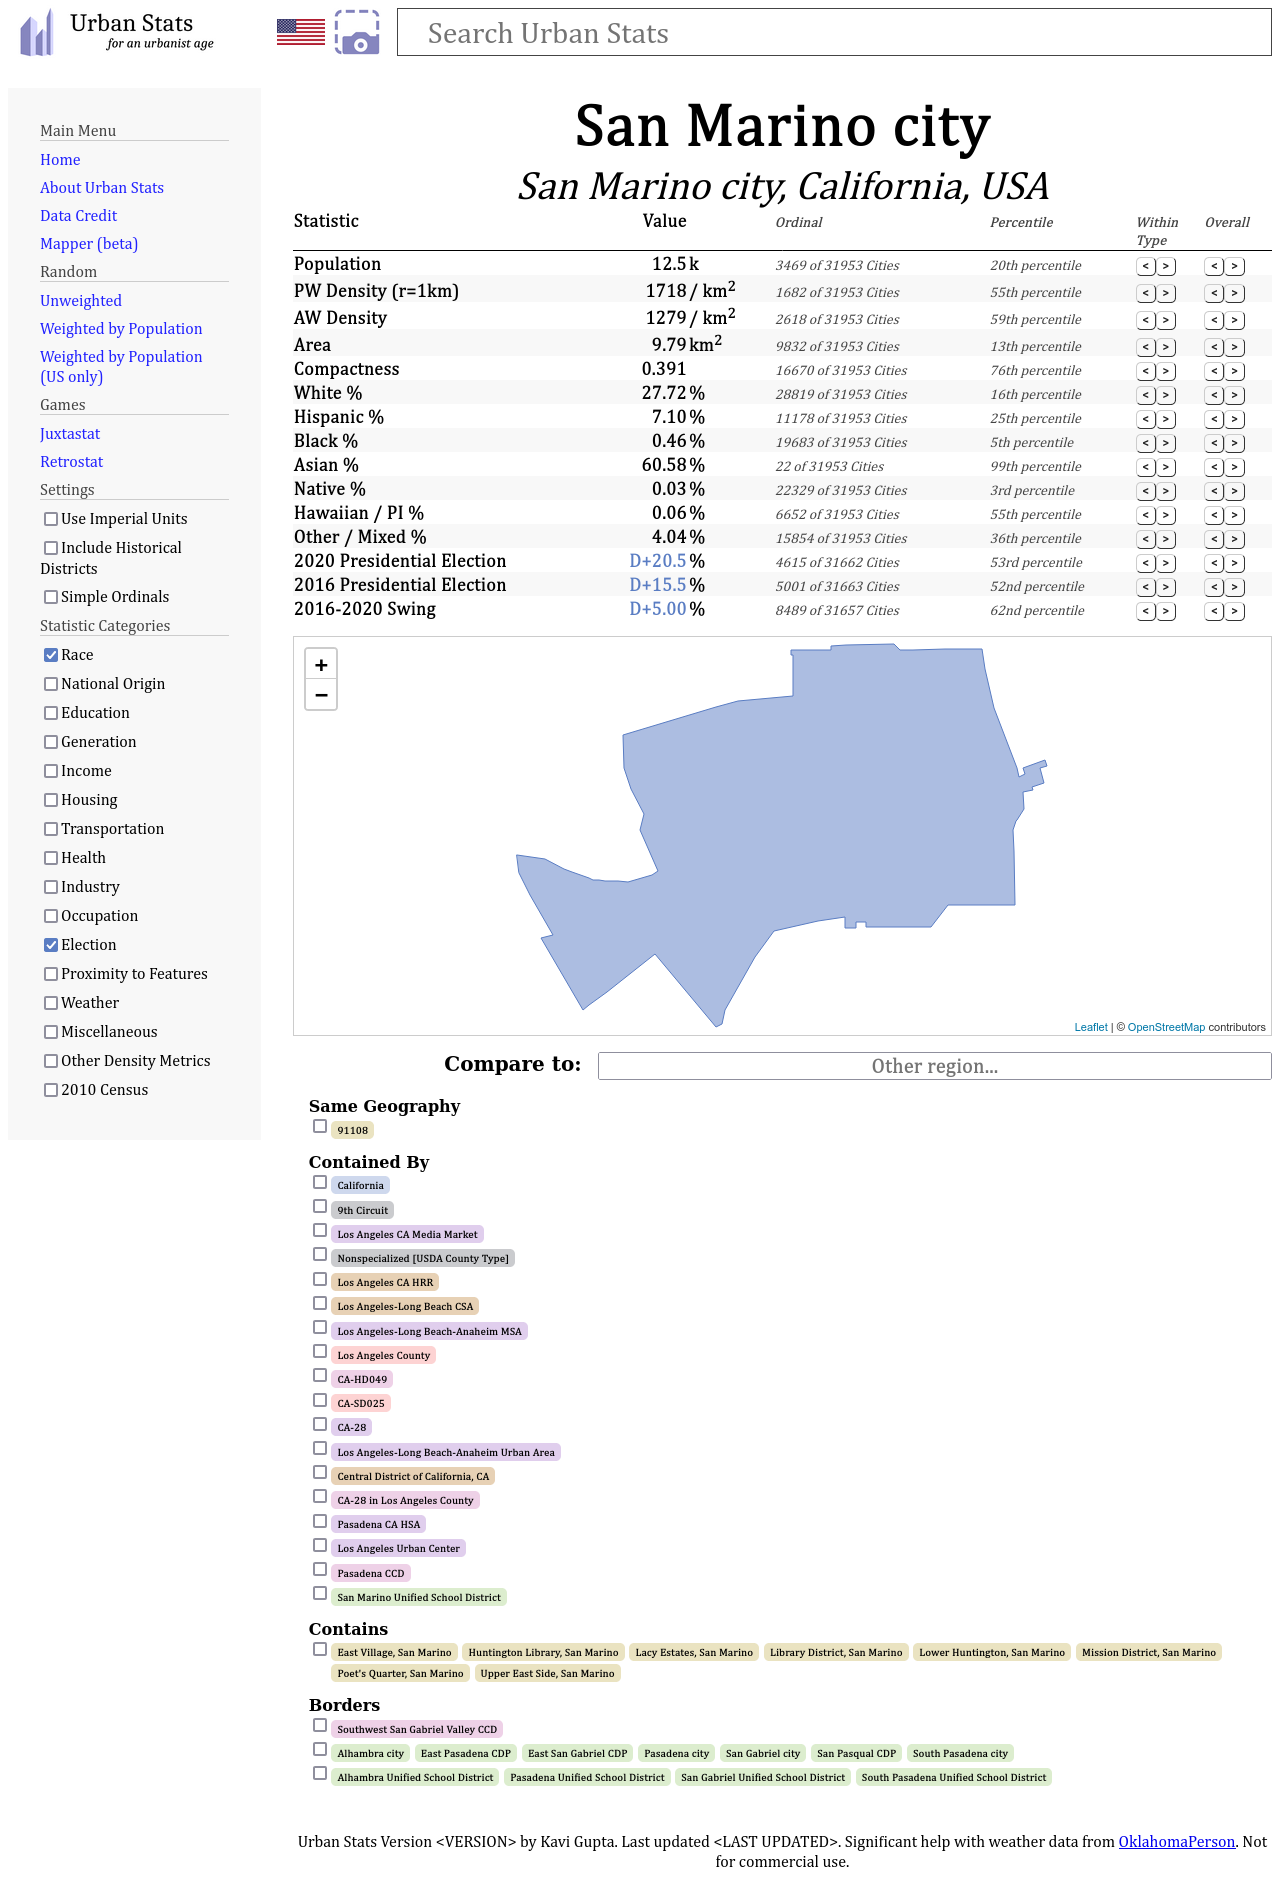 Urban Stats
for an urbanist age
Search Urban Stats
Main Menu
Home
About Urban Stats
Data Credit
Mapper (beta)
Random
Unweighted
Weighted by Population
Weighted by Population
(US only)
Games
Juxtastat
Retrostat
Settings
Use Imperial Units
Include Historical
Districts
Simple Ordinals
Statistic Categories
Race
National Origin
Education
Generation
Income
Housing
Transportation
Health
Industry
Occupation
Election
Proximity to Features
Weather
Miscellaneous
Other Density Metrics
2010 Census
San Marino city
San Marino city, California, USA
Statistic Value Ordinal Percentile Within Type Overall
Population 12.5 k 3469 of 31953 Cities 20th percentile < > < >
PW Density (r=1km) 1718 / km² 1682 of 31953 Cities 55th percentile < > < >
AW Density 1279 / km² 2618 of 31953 Cities 59th percentile < > < >
Area 9.79 km² 9832 of 31953 Cities 13th percentile < > < >
Compactness 0.391 16670 of 31953 Cities 76th percentile < > < >
White % 27.72 % 28819 of 31953 Cities 16th percentile < > < >
Hispanic % 7.10 % 11178 of 31953 Cities 25th percentile < > < >
Black % 0.46 % 19683 of 31953 Cities 5th percentile < > < >
Asian % 60.58 % 22 of 31953 Cities 99th percentile < > < >
Native % 0.03 % 22329 of 31953 Cities 3rd percentile < > < >
Hawaiian / PI % 0.06 % 6652 of 31953 Cities 55th percentile < > < >
Other / Mixed % 4.04 % 15854 of 31953 Cities 36th percentile < > < >
2020 Presidential Election D+20.5 % 4615 of 31662 Cities 53rd percentile < > < >
2016 Presidential Election D+15.5 % 5001 of 31663 Cities 52nd percentile < > < >
2016-2020 Swing D+5.00 % 8489 of 31657 Cities 62nd percentile < > < >
+
−
Leaflet | © OpenStreetMap contributors
Compare to: Other region...
Same Geography
91108
Contained By
California
9th Circuit
Los Angeles CA Media Market
Nonspecialized [USDA County Type]
Los Angeles CA HRR
Los Angeles-Long Beach CSA
Los Angeles-Long Beach-Anaheim MSA
Los Angeles County
CA-HD049
CA-SD025
CA-28
Los Angeles-Long Beach-Anaheim Urban Area
Central District of California, CA
CA-28 in Los Angeles County
Pasadena CA HSA
Los Angeles Urban Center
Pasadena CCD
San Marino Unified School District
Contains
East Village, San Marino Huntington Library, San Marino Lacy Estates, San Marino Library District, San Marino Lower Huntington, San Marino Mission District, San Marino
Poet's Quarter, San Marino Upper East Side, San Marino
Borders
Southwest San Gabriel Valley CCD
Alhambra city East Pasadena CDP East San Gabriel CDP Pasadena city San Gabriel city San Pasqual CDP South Pasadena city
Alhambra Unified School District Pasadena Unified School District San Gabriel Unified School District South Pasadena Unified School District
Urban Stats Version <VERSION> by Kavi Gupta. Last updated <LAST UPDATED>. Significant help with weather data from OklahomaPerson. Not
for commercial use.